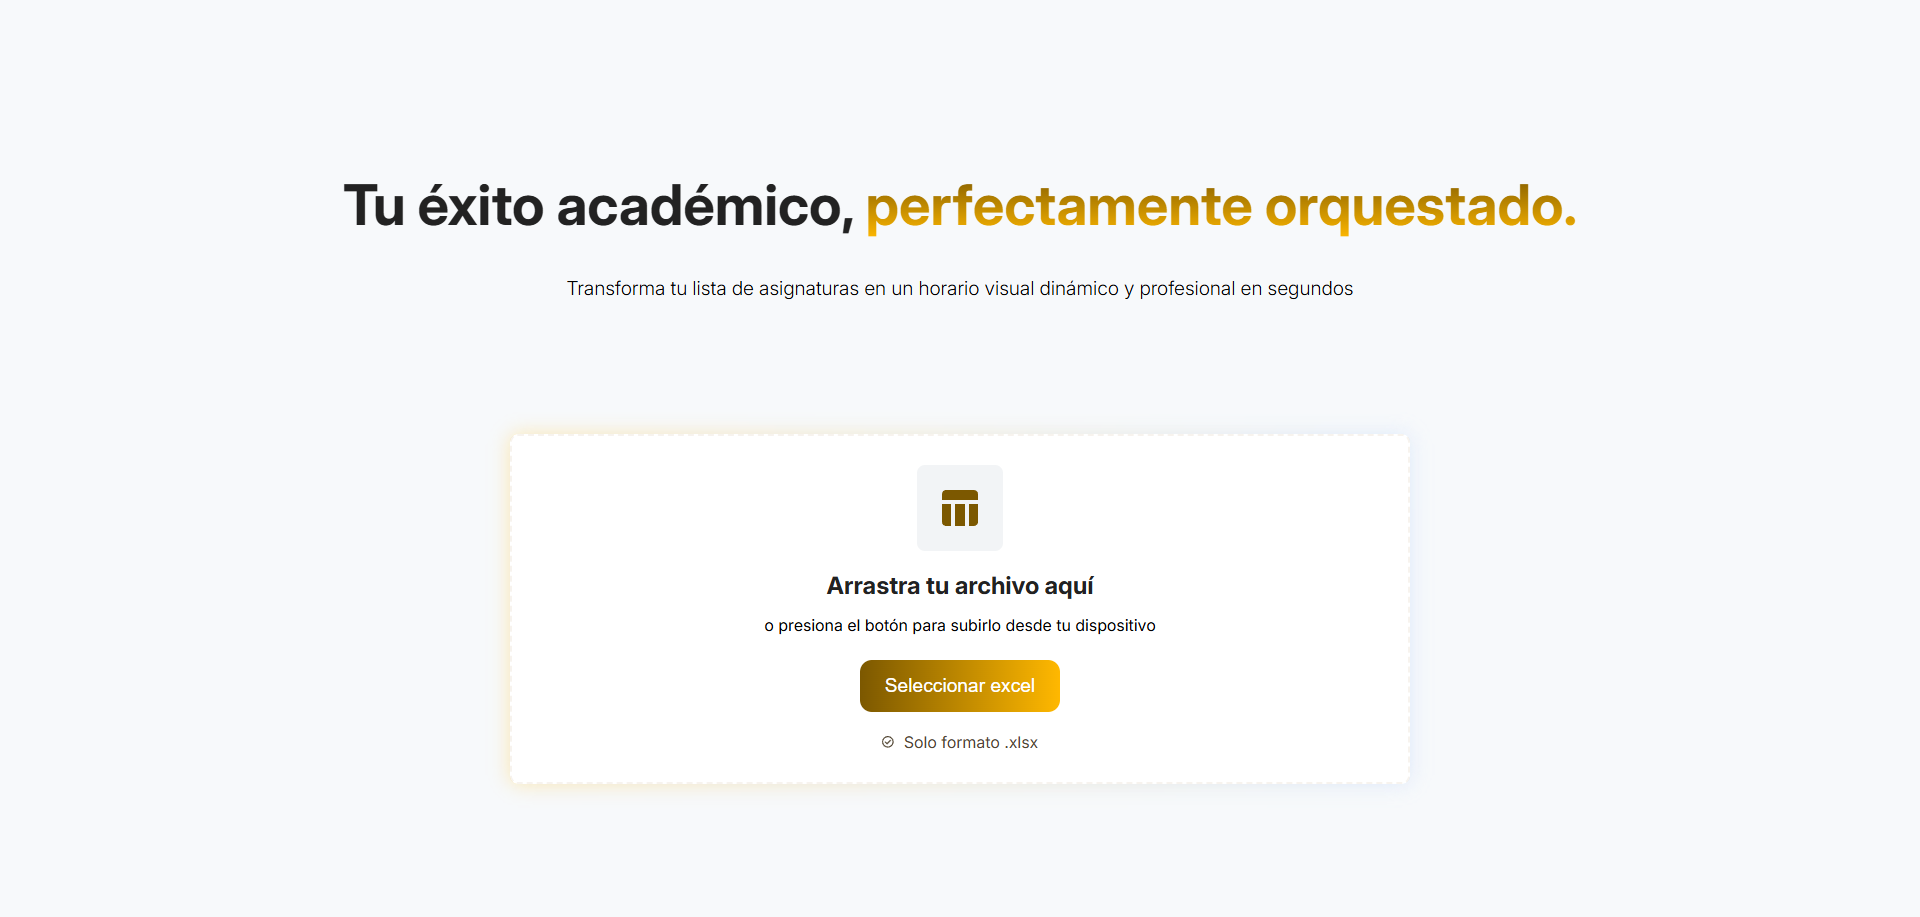 Tu éxito académico, perfectamente orquestado.
Transforma tu lista de asignaturas en un horario visual dinámico y profesional en segundos
Arrastra tu archivo aquí
o presiona el botón para subirlo desde tu dispositivo
Seleccionar excel
Solo formato .xlsx